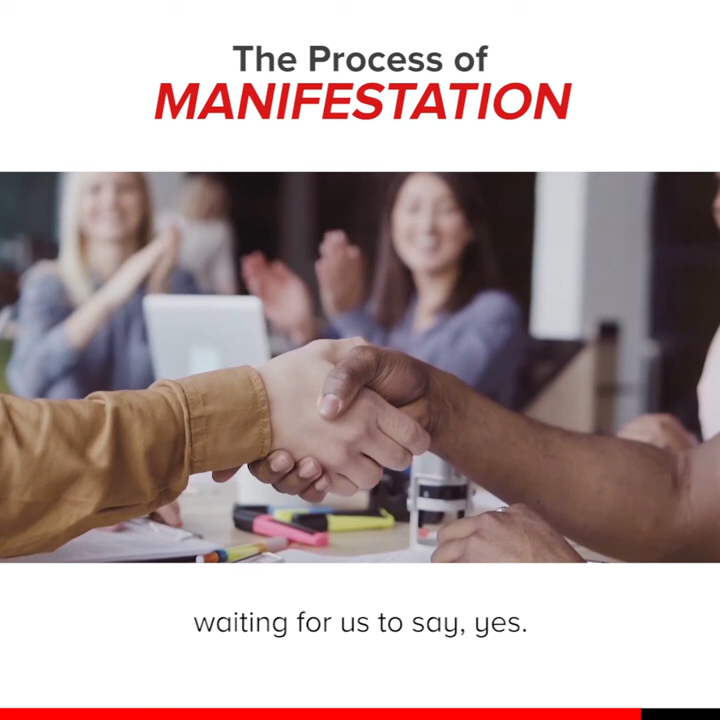 The Process of
MANIFESTATION
waiting for us to say, yes.